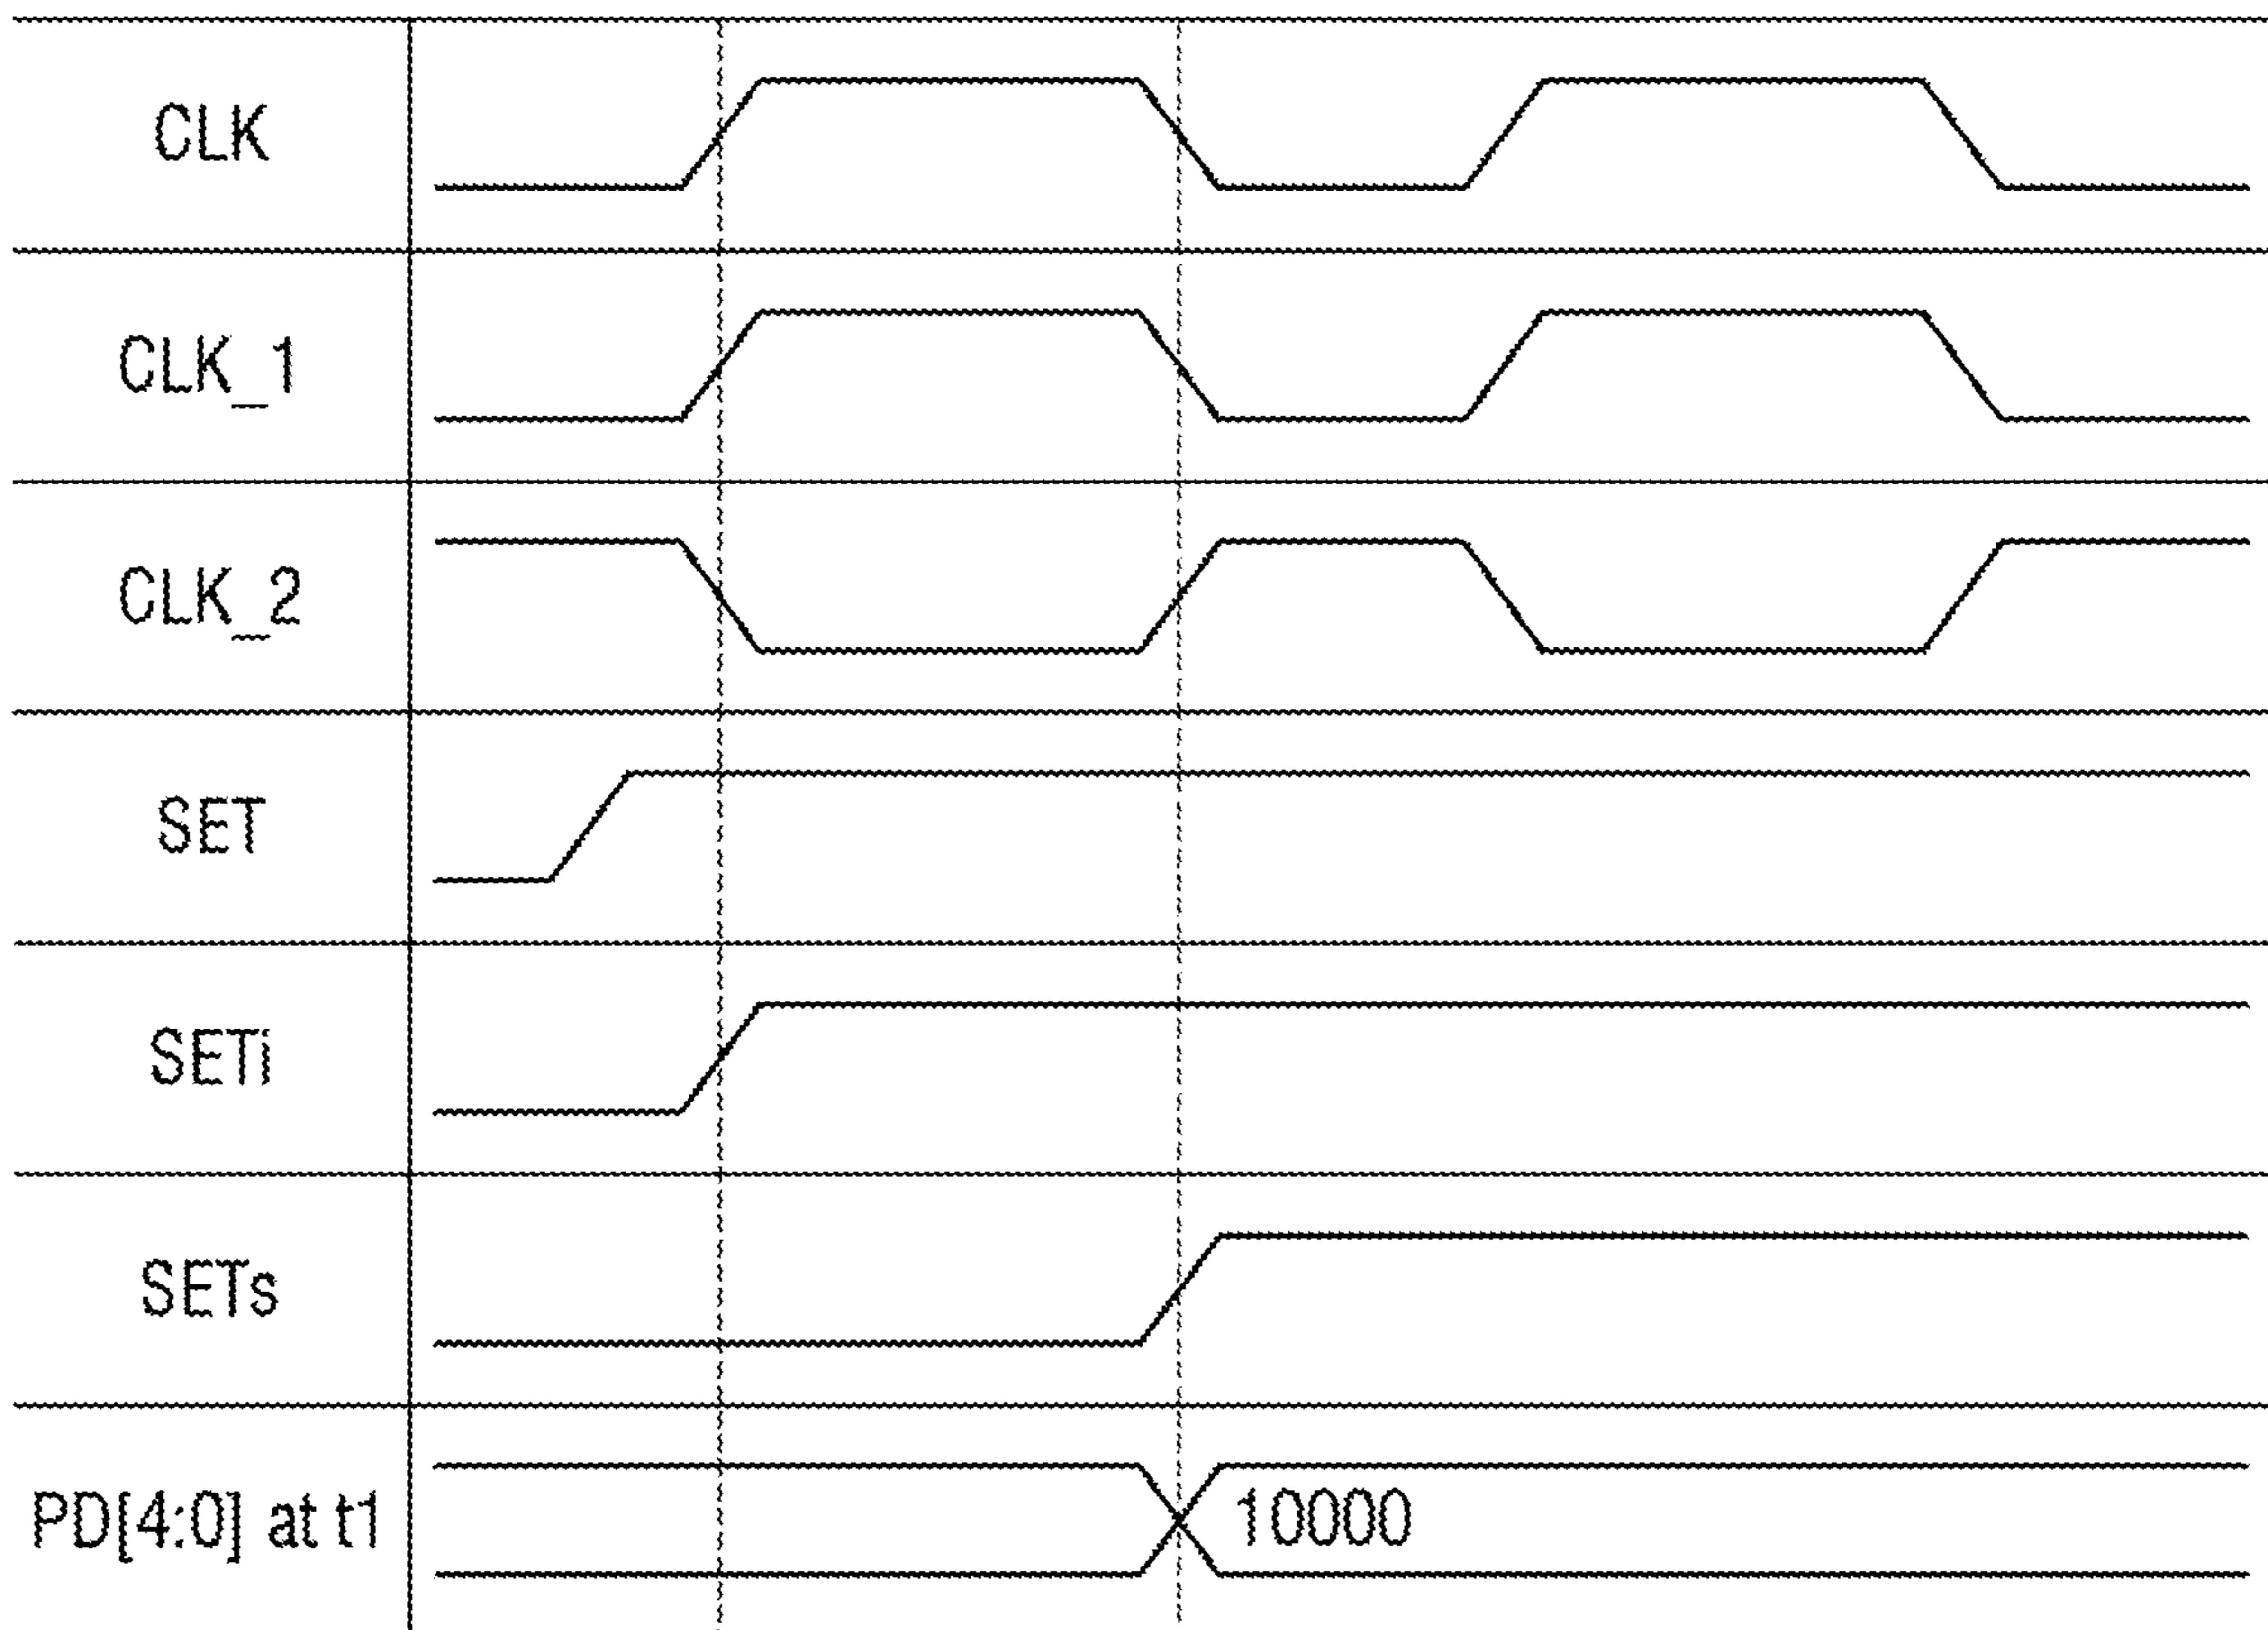 CLK
CLK_1
CLK_2
SET
SETi
SETs
PD[4:0] at t1
10000